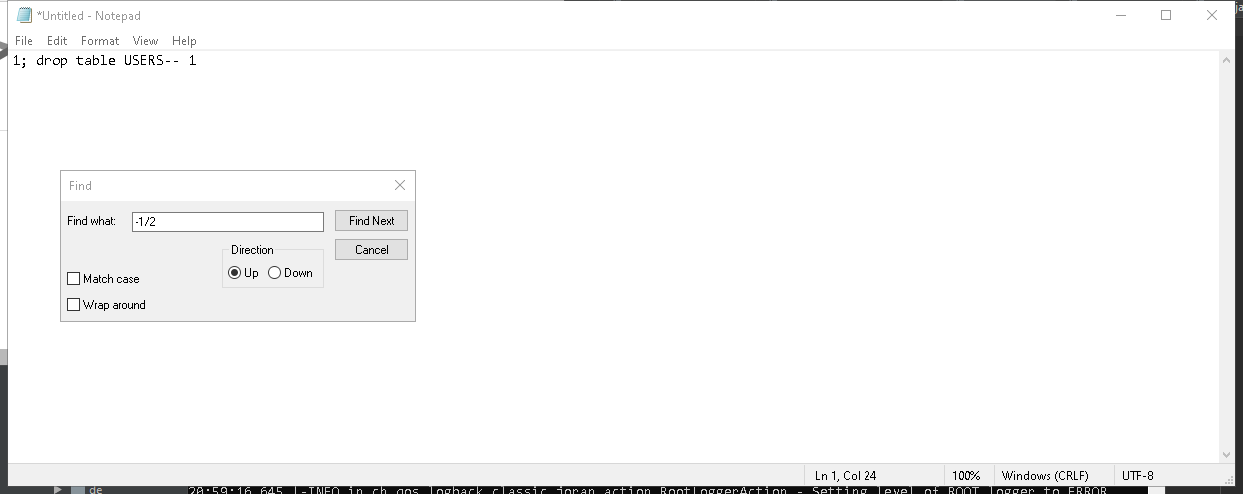 *Untitled - Notepad
File Edit Format View Help
1; drop table USERS-- 1
Find
Find what: -1/2 Find Next
Direction Cancel
Up Down
Match case
Wrap around
Ln 1, Col 24 100% Windows (CRLF) UTF-8
de 20:59:16,645 |-INFO in ch.qos.logback.classic.joran.action.RootLoggerAction - Setting level of ROOT logger to ERROR